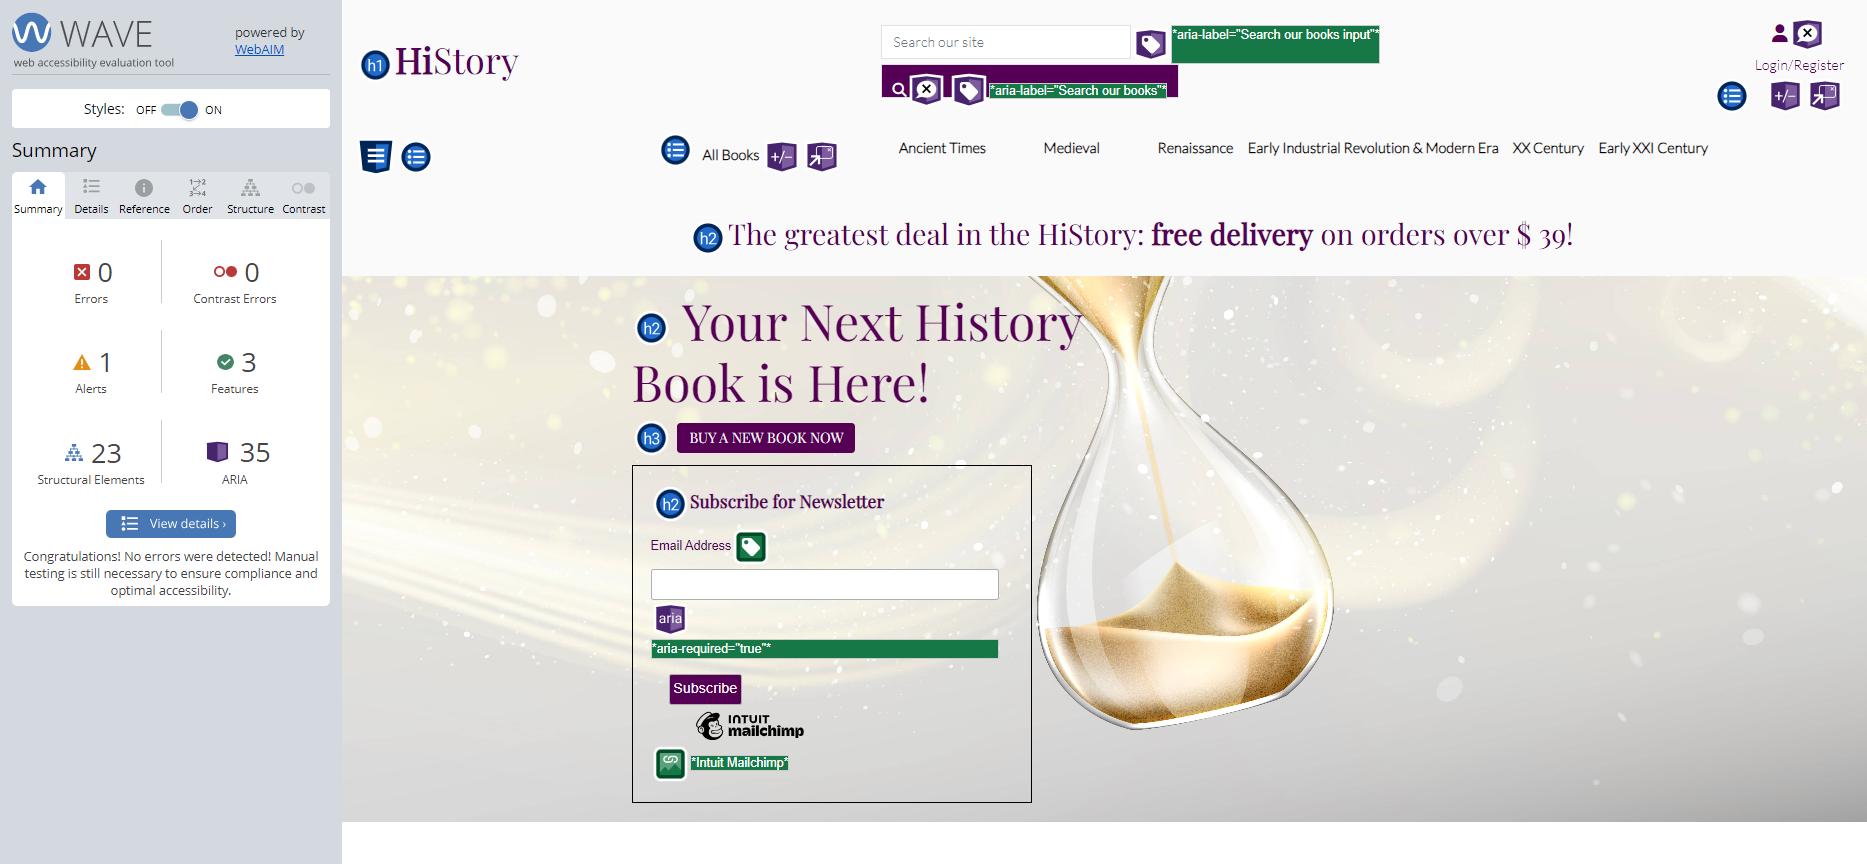 WAVE
web accessibility evaluation tool
powered by
WebAIM
Styles: OFF ON
Summary
Summary Details Reference Order Structure Contrast
0 0
Errors Contrast Errors
1 3
Alerts Features
23 35
Structural Elements ARIA
View details ›
Congratulations! No errors were detected! Manual
testing is still necessary to ensure compliance and
optimal accessibility.
h1 HiStory
Search our site *aria-label="Search our books input"*
*aria-label="Search our books"*
Login/Register
+/-
All Books +/- Ancient Times Medieval Renaissance Early Industrial Revolution & Modern Era XX Century Early XXI Century
h2 The greatest deal in the HiStory: free delivery on orders over $ 39!
h2 Your Next History
Book is Here!
h3 BUY A NEW BOOK NOW
h2 Subscribe for Newsletter
Email Address
aria
*aria-required="true"*
Subscribe
INTUIT
mailchimp
*Intuit Mailchimp*